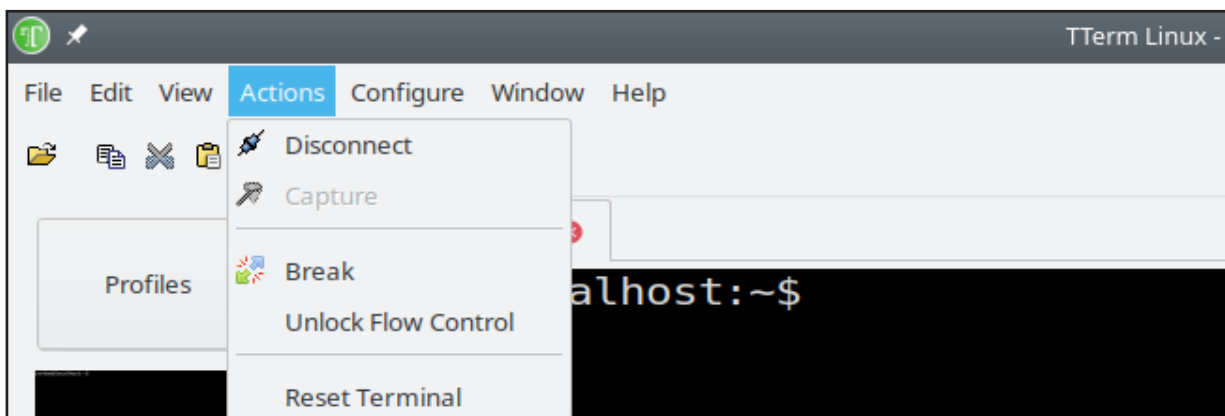 TTerm Linux -
File Edit View Actions Configure Window Help
Disconnect
Capture
Break
Profiles
alhost:~$
Unlock Flow Control
Reset Terminal